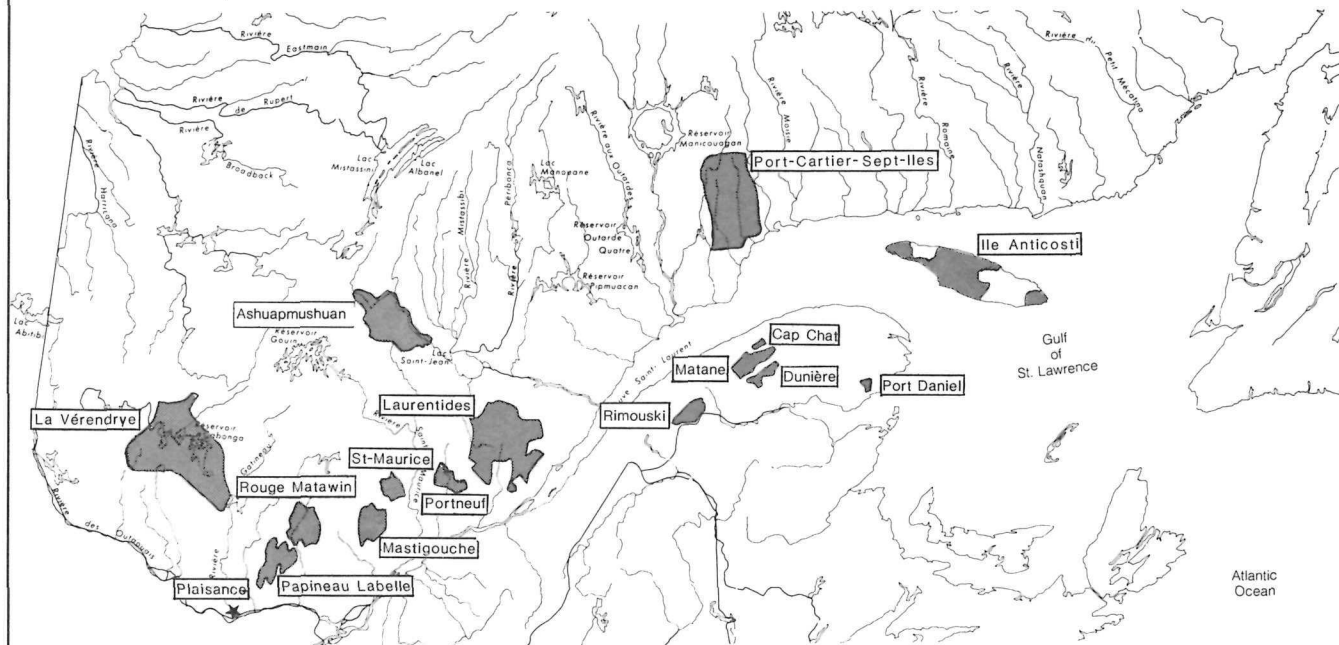 Rivière
Eastmain
Rivière
de Rupert
Rivière
Broadback
Rivière
Harricana
Lac
Mistassini
Lac
Albanel
Mistassibi
Péribonca
Rivière
Lac
Manouane
Rivière aux Outardes
Réservoir
Manicouagan
Réservoir
Outarde
Quatre
Réservoir
Pipmuacan
Rivière
Moisie
Rivière
Romaine
Rivière
Natashquan
Rivière du
Petit Mécatina
Port-Cartier-Sept-Iles
Ile Anticosti
Ashuapmushuan
Réservoir
Gouin
Lac
Saint-Jean
Lac
Abitibi
Fleuve Saint-Laurent
Cap Chat
Matane
Dunière
Port Daniel
Rimouski
Gulf
of
St. Lawrence
La Vérendrye
Réservoir
Laurentides
Rivière
Saint
Maurice
St-Maurice
Portneuf
Gatineau
Rouge Matawin
Mastigouche
Papineau Labelle
Plaisance
Rivière
Rivière
des Outaouais
Atlantic
Ocean